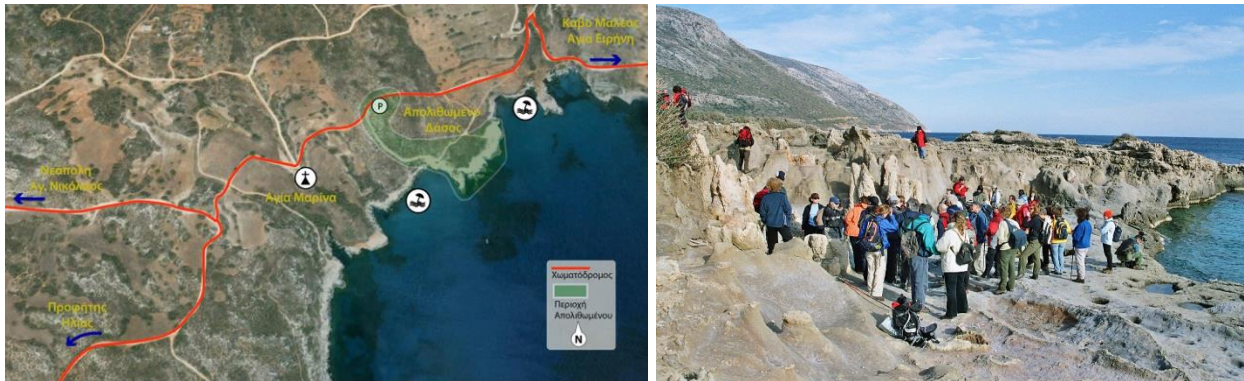 Κάβο Μαλέας
Αγία Ειρήνη
P
Απολιθωμένο
Δάσος
Νεάπολη
Αγ. Νικόλαος
Αγία Μαρίνα
Προφήτης
Ηλίας
Χωματόδρομος
Περιοχή
Απολιθωμένου
N